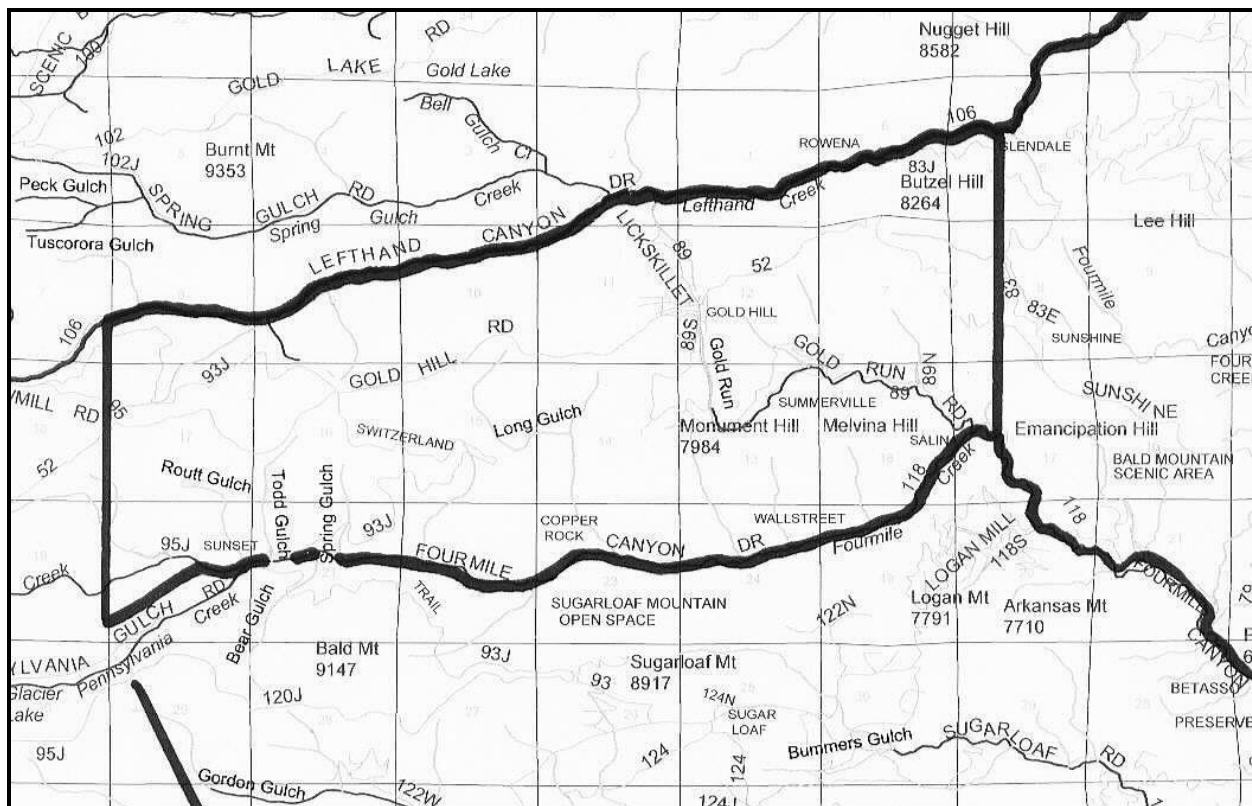 Nugget Hill
8582
SCENIC
100
RD
GOLD LAKE
Gold Lake
Bell
Gulch
106
102
102J
Burnt Mt
9353
ROWENA
GLENDALE
83J
Butzel Hill
8264
Peck Gulch
SPRING GULCH RD
Spring Gulch Creek
DR
Lefthand Creek
Tuscorora Gulch
LEFTHAND CANYON
LICKSKILLET
89
52
Lee Hill
Fourmile
106
93J
RD
GOLD HILL
GOLD HILL
89S
Gold Run
GOLD RUN RD
89N
89
83
83E
SUNSHINE
SUNSHINE
95
RD
52
SWITZERLAND
Long Gulch
SUMMERVILLE
Monument Hill
7984
Melvina Hill
Emancipation Hill
BALD MOUNTAIN
SCENIC AREA
Routt Gulch
Todd Gulch
Spring Gulch
93J
118
Creek
COPPER
ROCK
WALLSTREET
118
95J
SUNSET
FOURMILE CANYON DR
Fourmile
LOGAN MILL
118S
Creek
GULCH RD
Creek
TRAIL
SUGARLOAF MOUNTAIN
OPEN SPACE
122N
Logan Mt
7791
Arkansas Mt
7710
FOURMILE CANYON
79
Bear Gulch
Pennsylvania
Bald Mt
9147
93J
Sugarloaf Mt
8917
93
Glacier
Lake
120J
124N
SUGAR
LOAF
BETASSO
PRESERVE
95J
124
124
Bummers Gulch
SUGARLOAF RD
Gordon Gulch
122W